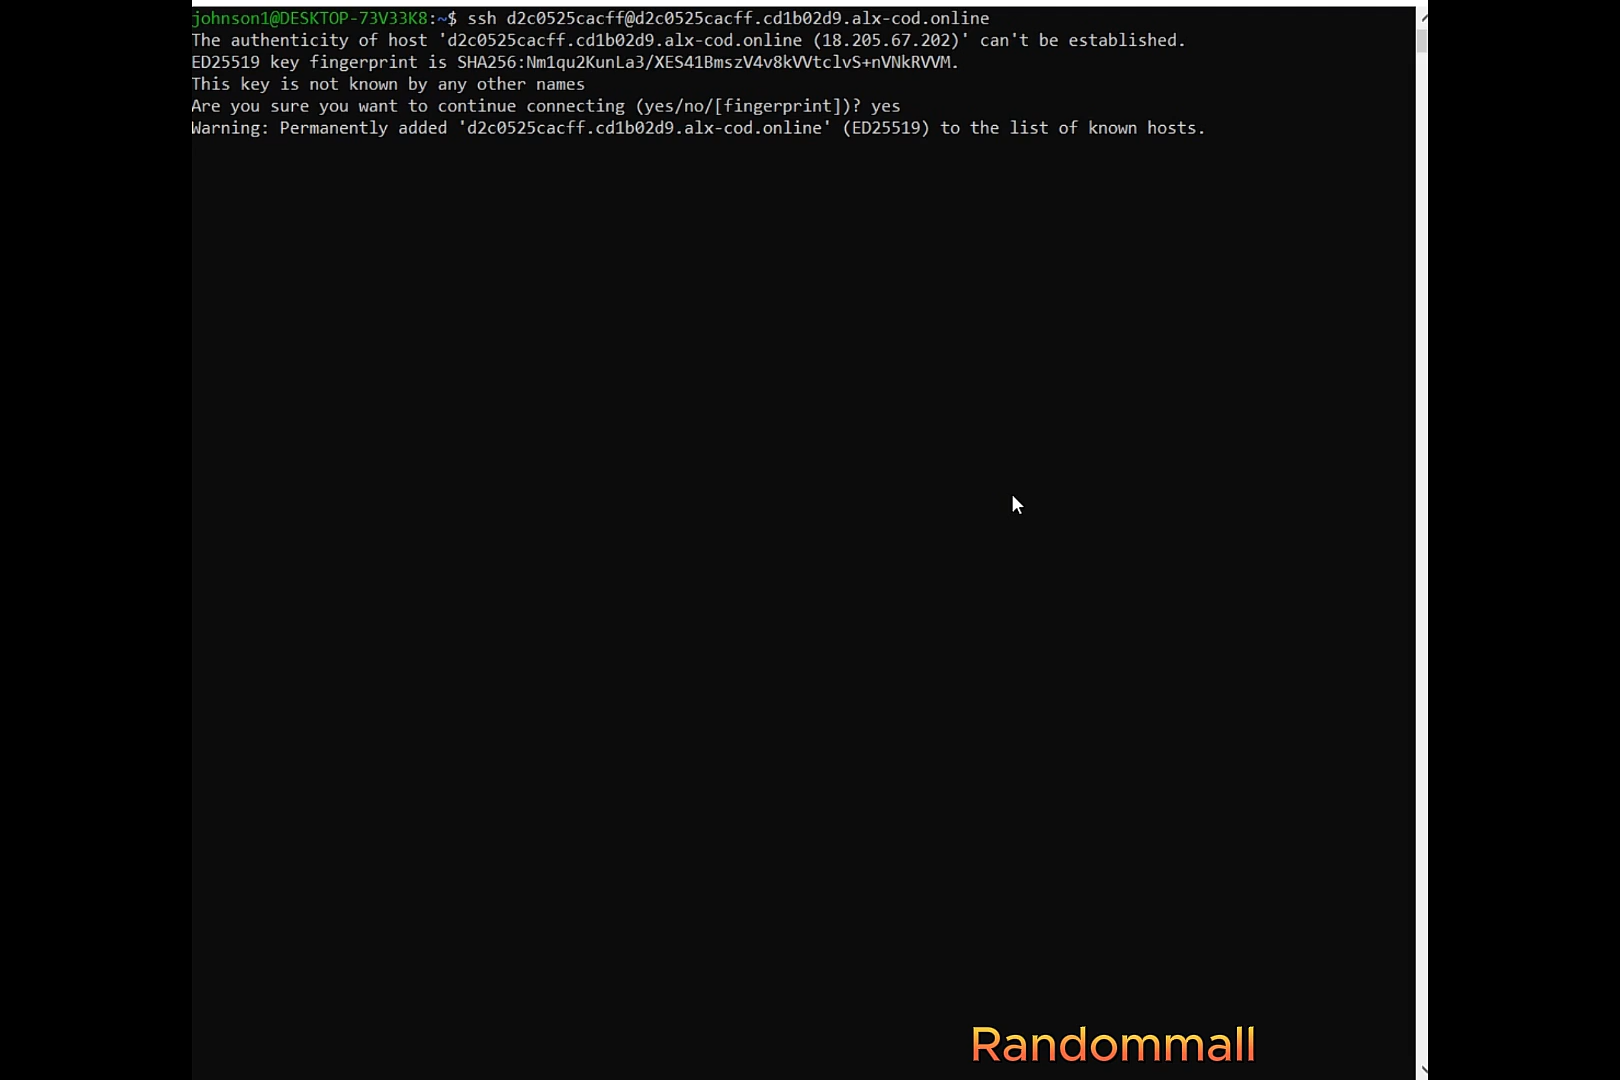 johnson1@DESKTOP-73V33K8:~$ ssh d2c0525cacff@d2c0525cacff.cd1b02d9.alx-cod.online
The authenticity of host 'd2c0525cacff.cd1b02d9.alx-cod.online (18.205.67.202)' can't be established.
ED25519 key fingerprint is SHA256:Nm1qu2KunLa3/XES41BmszV4v8kVVtclvS+nVNkRVVM.
This key is not known by any other names
Are you sure you want to continue connecting (yes/no/[fingerprint])? yes
Warning: Permanently added 'd2c0525cacff.cd1b02d9.alx-cod.online' (ED25519) to the list of known hosts.
Randommall